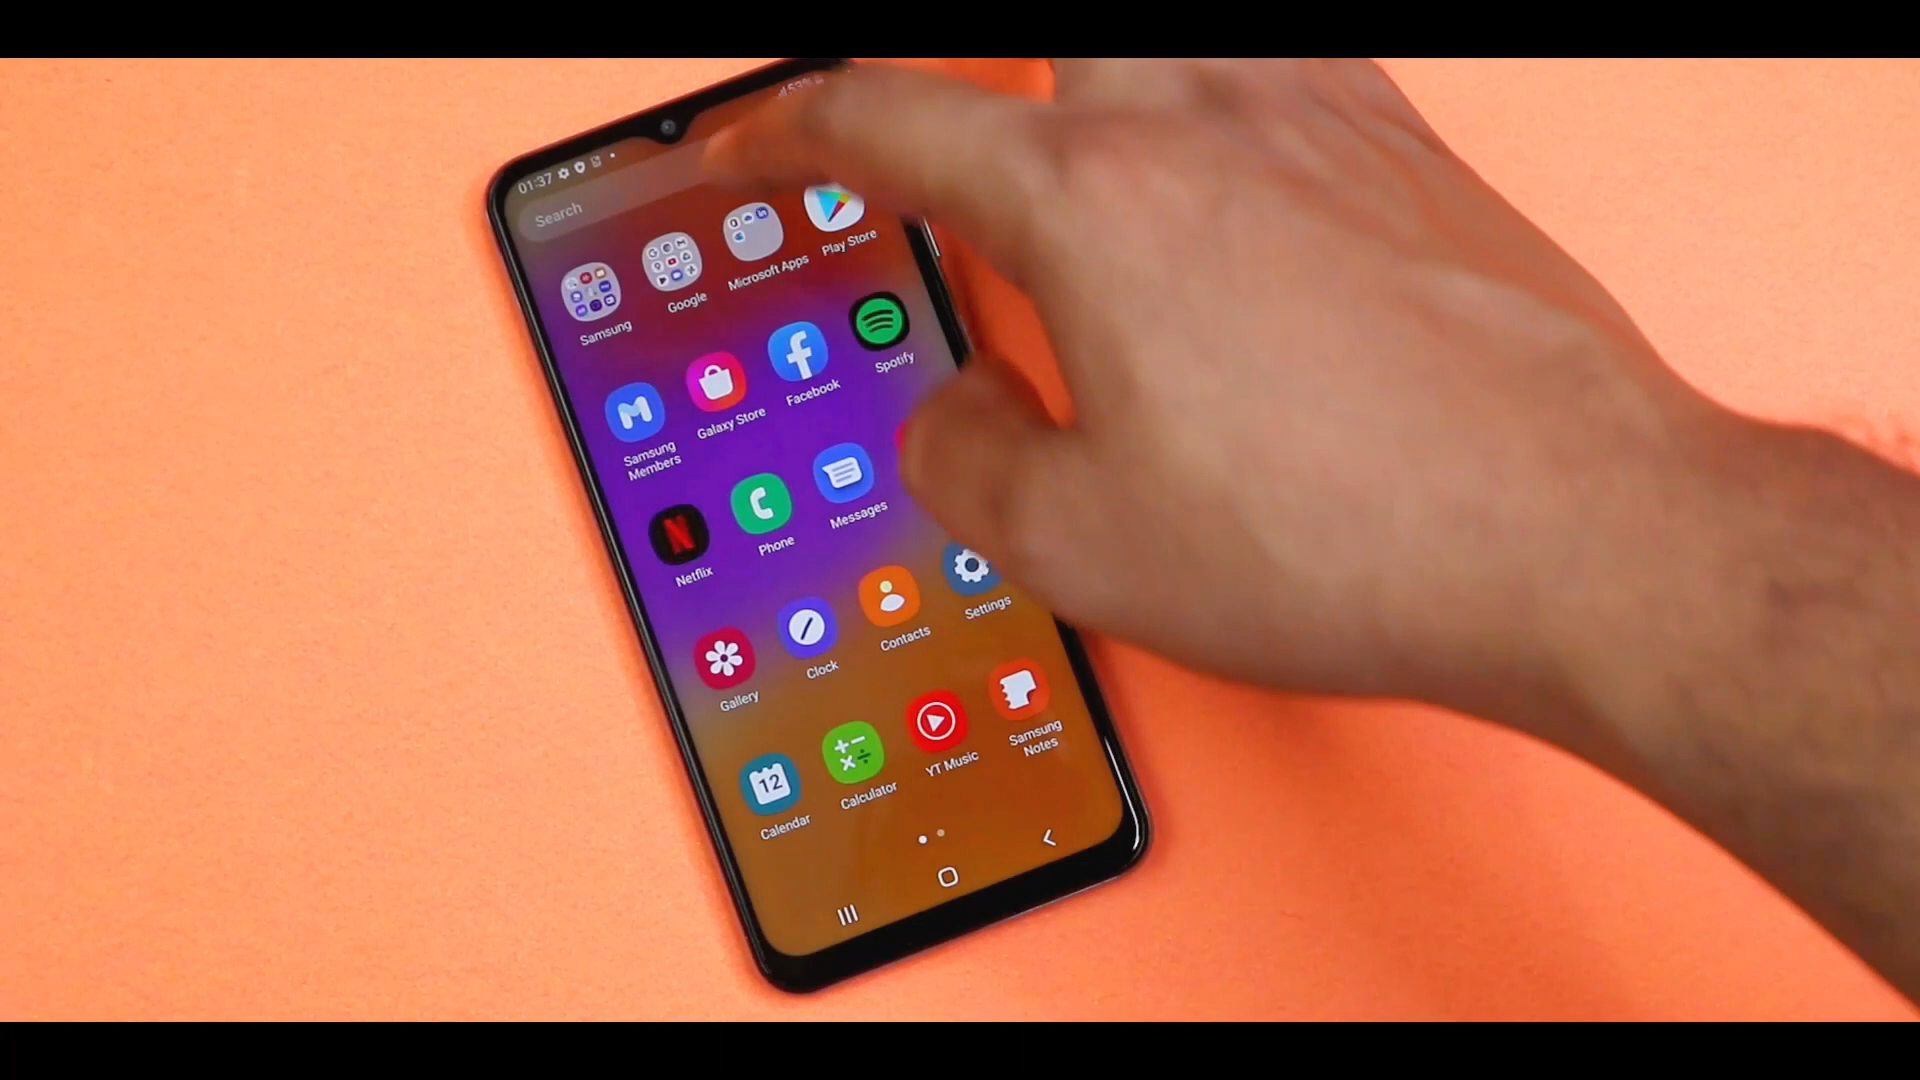 01:37
53%
Search
Samsung
Google
Microsoft Apps
Play Store
Samsung
Members
Galaxy Store
Facebook
Spotify
Netflix
Phone
Messages
Gallery
Clock
Contacts
Settings
12
Calendar
Calculator
YT Music
Samsung
Notes